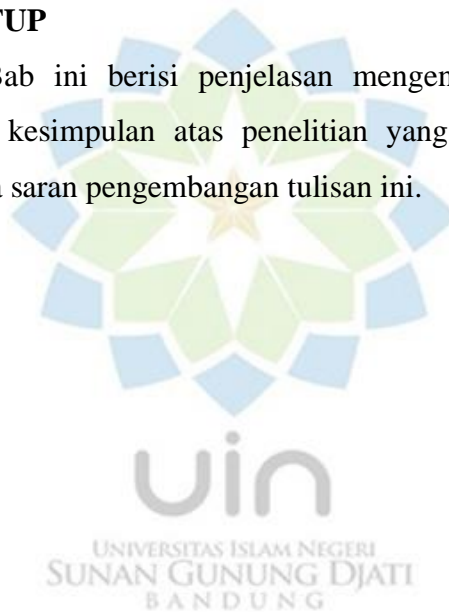 TUP
Bab ini berisi penjelasan mengen
kesimpulan atas penelitian yang
saran pengembangan tulisan ini.
uin
UNIVERSITAS ISLAM NEGERI
SUNAN GUNUNG DJATI
BANDUNG